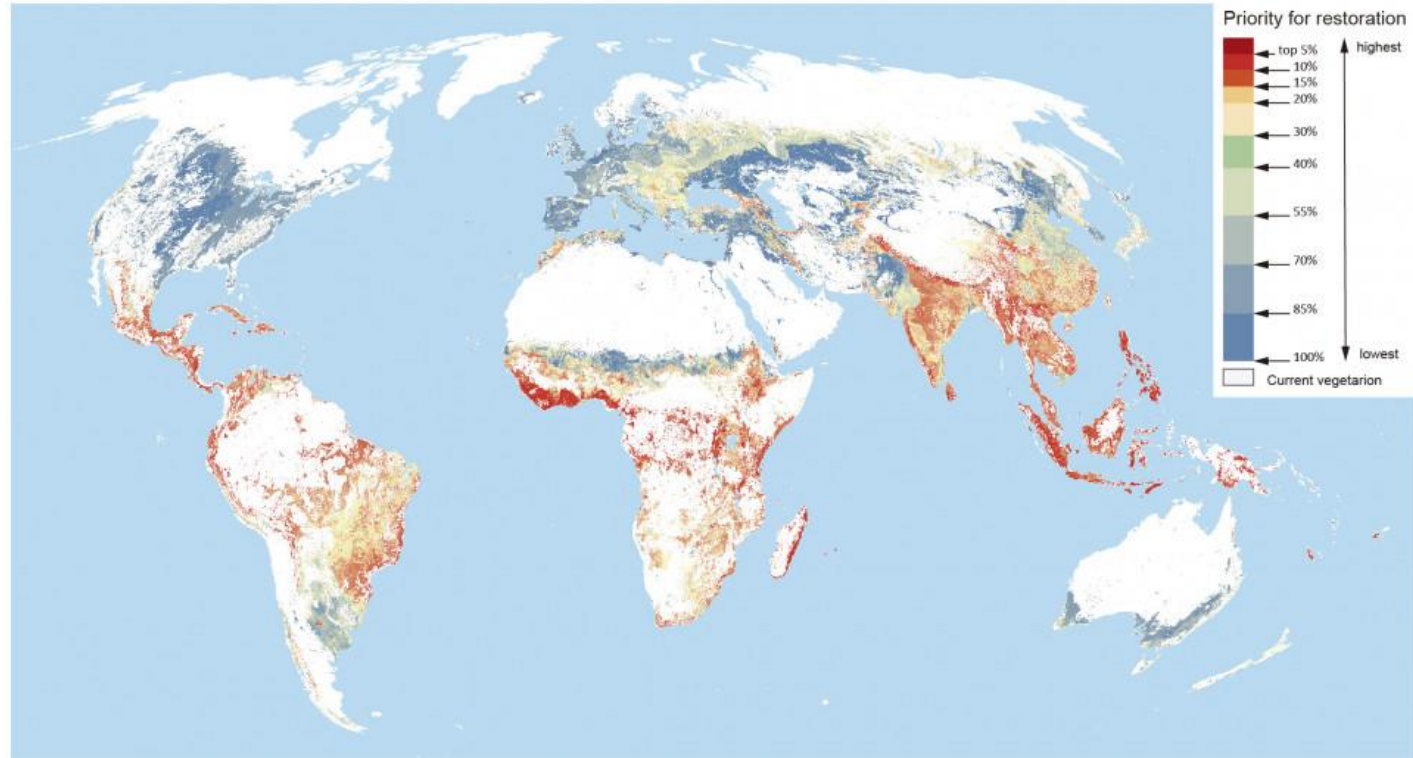 Priority for restoration
top 5%
highest
10%
15%
20%
30%
40%
55%
70%
85%
100%
lowest
Current vegetarion